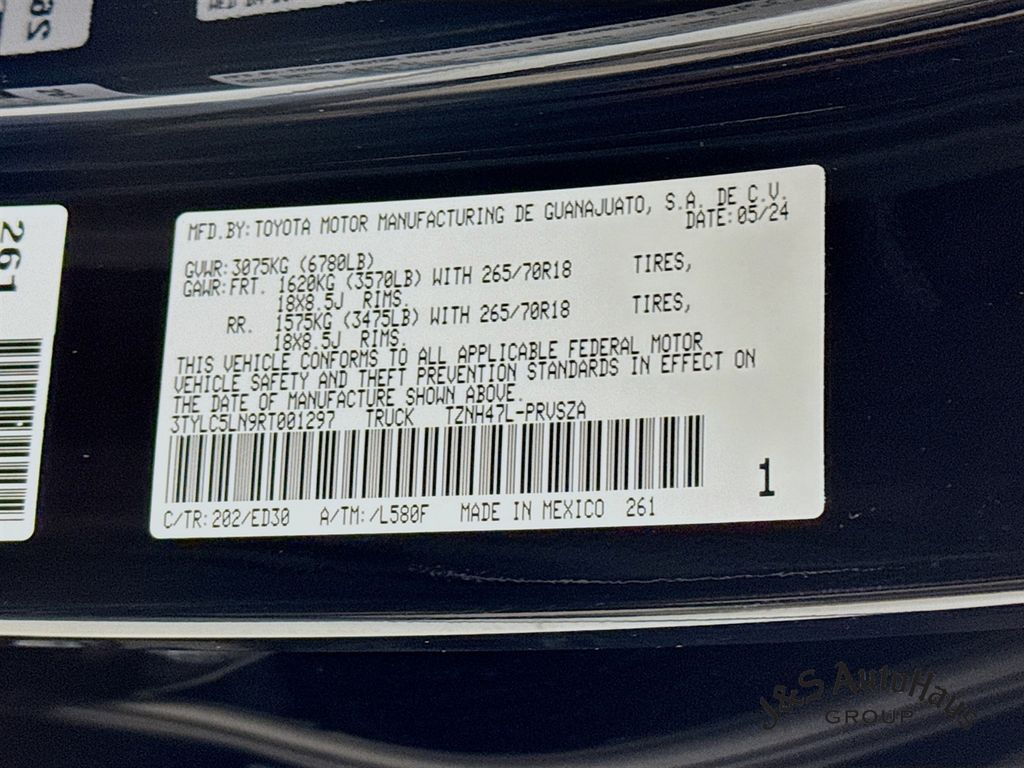 MFD.BY: TOYOTA MOTOR MANUFACTURING DE GUANAJUATO, S.A. DE C.V.
DATE: 05/24
GVWR: 3075KG (6780LB)
GAWR: FRT. 1620KG (3570LB) WITH 265/70R18 TIRES,
18X8.5J RIMS.
RR. 1575KG (3475LB) WITH 265/70R18 TIRES,
18X8.5J RIMS.
THIS VEHICLE CONFORMS TO ALL APPLICABLE FEDERAL MOTOR
VEHICLE SAFETY AND THEFT PREVENTION STANDARDS IN EFFECT ON
THE DATE OF MANUFACTURE SHOWN ABOVE.
3TYLC5LN9RT001297 TRUCK TZNH47L-PRVSZA
1
C/TR: 202/ED30 A/TM: /L580F MADE IN MEXICO 261
261
J&S AutoHaus
GROUP